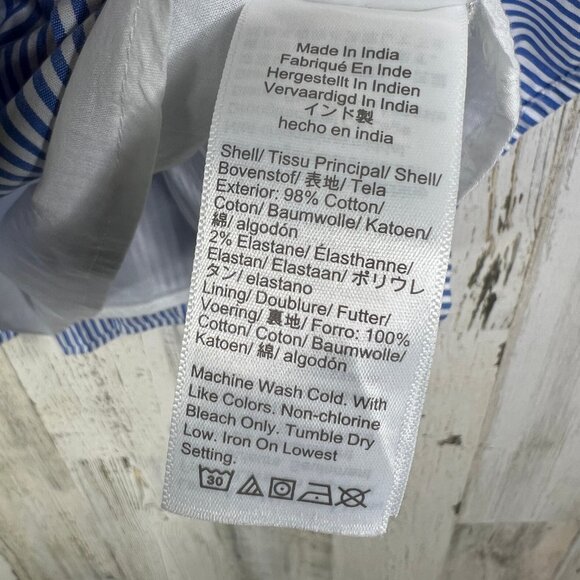 Made In India
Fabriqué En Inde
Hergestellt In Indien
Vervaardigd In India
インド製
hecho en india
Shell/ Tissu Principal/ Shell/
Bovenstof/ 表地/ Tela
Exterior: 98% Cotton/
Coton/ Baumwolle/ Katoen/
綿/ algodón
2% Elastane/ Élasthanne/
Elastan/ Elastaan/ ポリウレ
タン/ elastano
Lining/ Doublure/ Futter/
Voering/ 裏地/ Forro: 100%
Cotton/ Coton/ Baumwolle/
Katoen/ 綿/ algodón
Machine Wash Cold. With
Like Colors. Non-chlorine
Bleach Only. Tumble Dry
Low. Iron On Lowest
Setting.
30